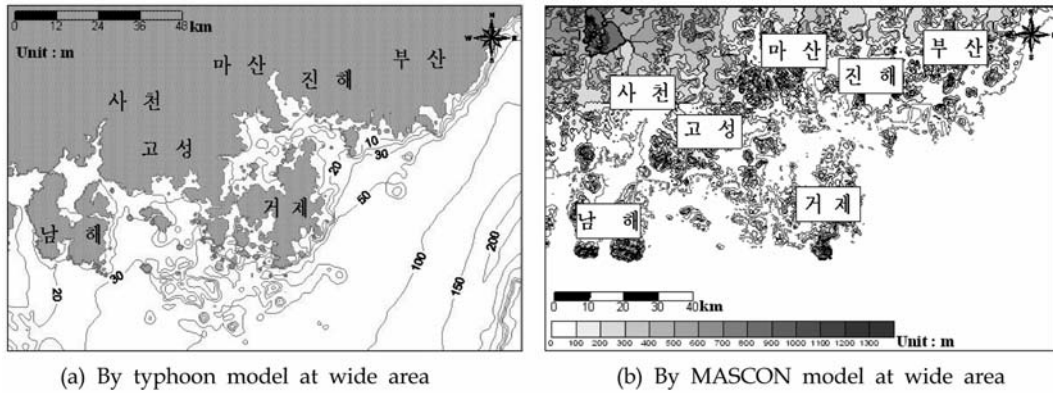 0 12 24 36 48
km
Unit : m
N
W E
S
마 산
부 산
진 해
사 천
고 성
10
30
20
50
거 제
남 해
20
30
100
150
200
(a) By typhoon model at wide area
마 산
부 산
진 해
사 천
고 성
거 제
남 해
0 10 20 30 40
km
0 100 200 300 400 500 600 700 800 900 1000 1100 1200 1300
Unit : m
(b) By MASCON model at wide area